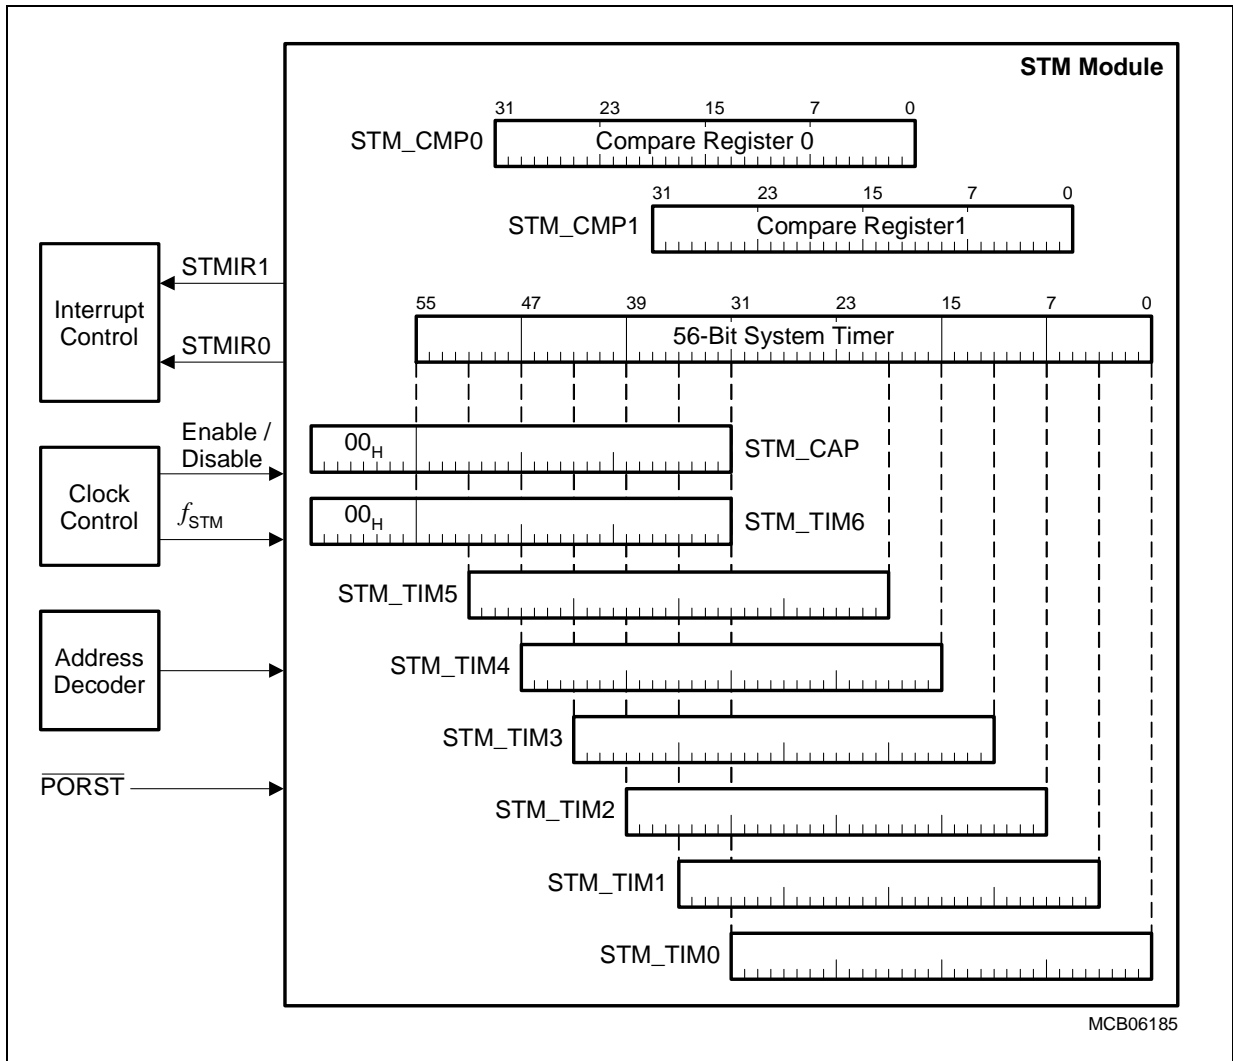 STM Module
31 23 15 7 0
STM_CMP0 Compare Register 0
31 23 15 7 0
STM_CMP1 Compare Register1
Interrupt
Control
STMIR1
STMIR0
55 47 39 31 23 15 7 0
56-Bit System Timer
Enable /
Disable
00H STM_CAP
Clock
Control
fSTM
00H STM_TIM6
STM_TIM5
Address
Decoder
STM_TIM4
STM_TIM3
PORST
STM_TIM2
STM_TIM1
STM_TIM0
MCB06185